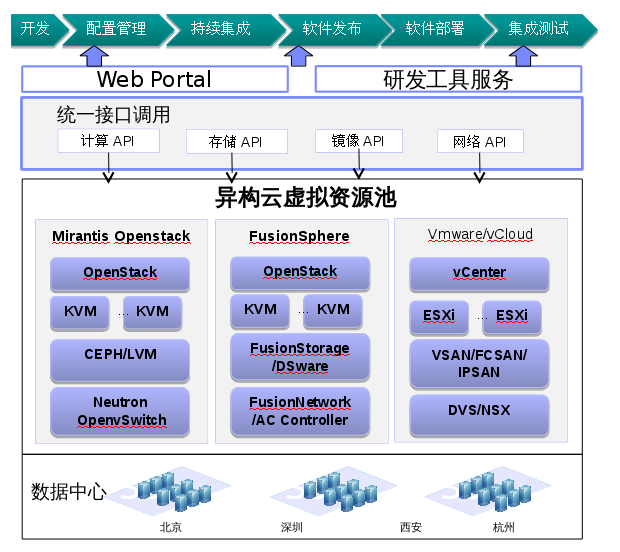 开发 配置管理 持续集成 软件发布 软件部署 集成测试
Web Portal 研发工具服务
统一接口调用
计算 API 存储 API 镜像 API 网络 API
异构云虚拟资源池
Mirantis Openstack FusionSphere Vmware/vCloud
OpenStack OpenStack vCenter
KVM ... KVM KVM ... KVM ESXi ... ESXi
CEPH/LVM FusionStorage VSAN/FCSAN/
/DSware IPSAN
Neutron FusionNetwork DVS/NSX
OpenvSwitch /AC Controller
数据中心
北京 深圳 西安 杭州